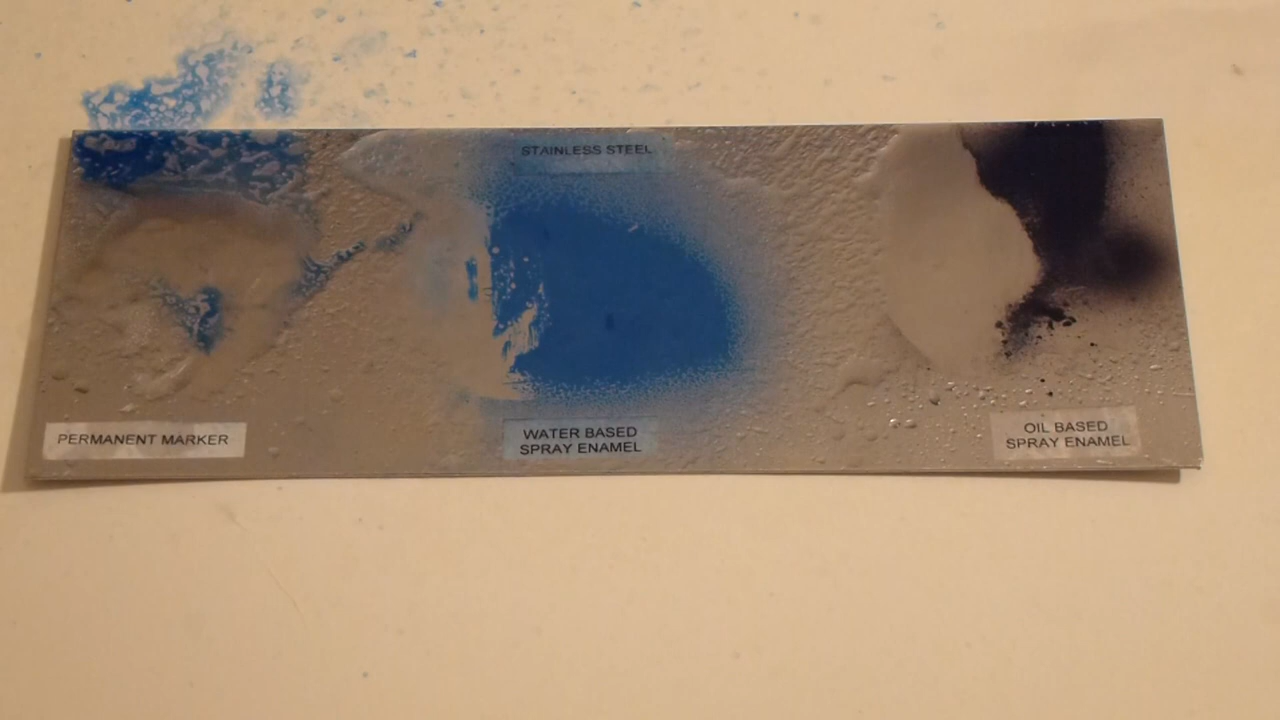 STAINLESS STEEL
PERMANENT MARKER
WATER BASED
SPRAY ENAMEL
OIL BASED
SPRAY ENAMEL